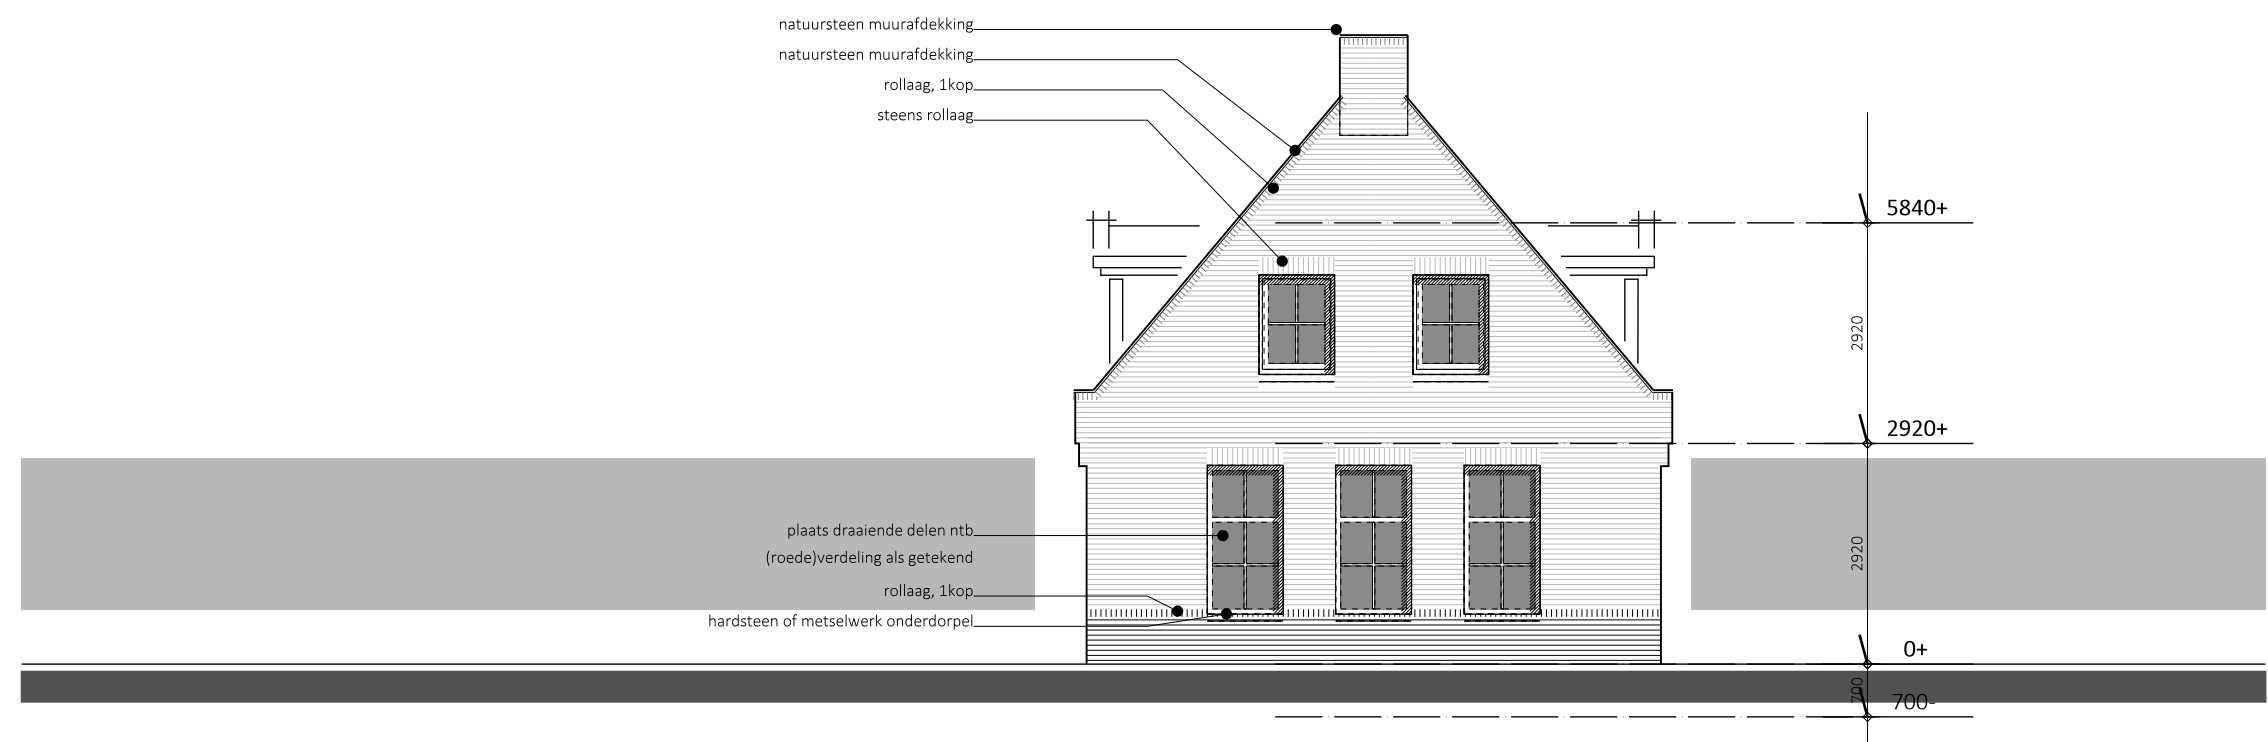 natuursteen muurafdekking
natuursteen muurafdekking
rollaag, 1kop
steens rollaag
5840+
2920
2920+
plaats draaiende delen ntb
(roede)verdeling als getekend
2920
rollaag, 1kop
hardsteen of metselwerk onderdorpel
0+
700
700-